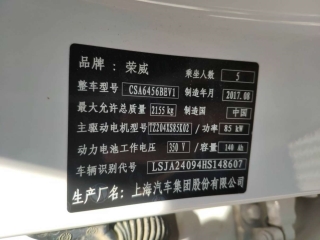 品牌：荣威 乘坐人数 5
整车型号 CSA6456BEV1 制造年月 2017.08
最大允许总质量 2155kg 制造国 中国
主驱动电机型号 TZ204XS85K02 /功率 85 kW
动力电池工作电压 350 V /容量 140 Ah
车辆识别代号 LSJA24094HS148607
生产厂名：上海汽车集团股份有限公司